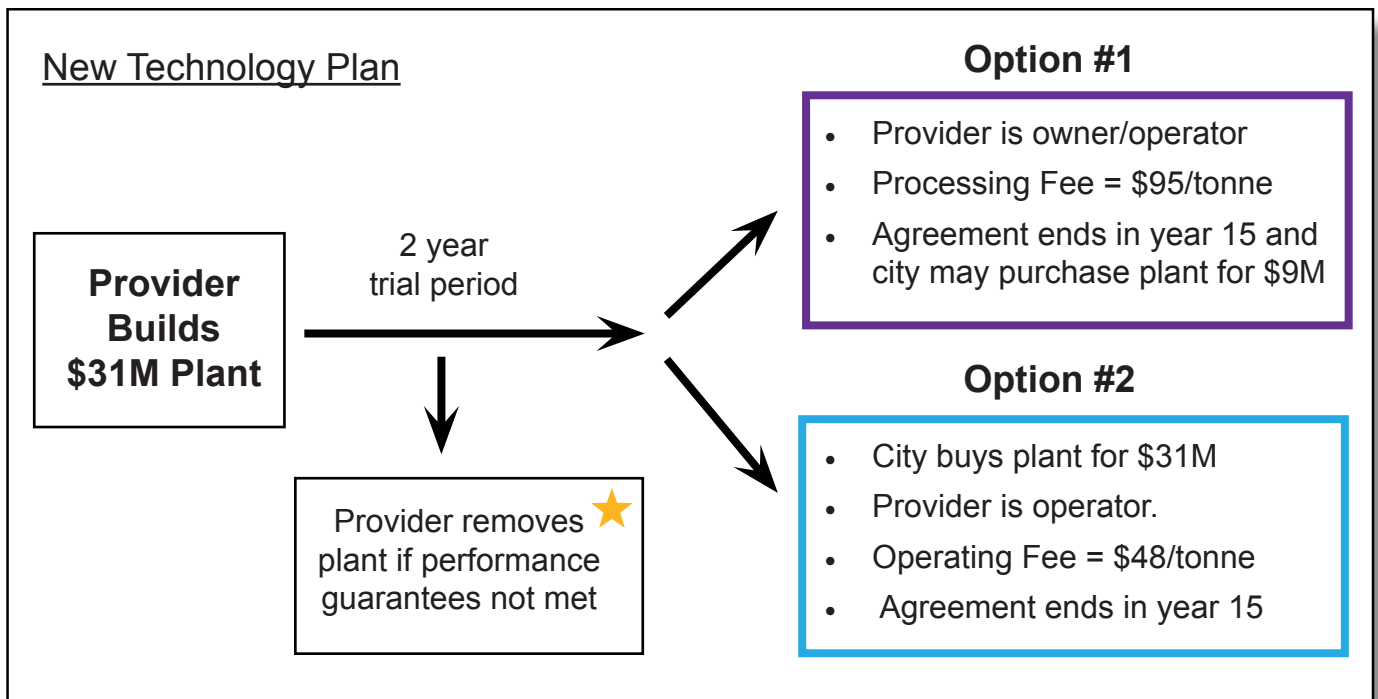 New Technology Plan
Provider
Builds
$31M Plant
2 year
trial period
Provider removes
plant if performance
guarantees not met
Option #1
• Provider is owner/operator
• Processing Fee = $95/tonne
• Agreement ends in year 15 and
city may purchase plant for $9M
Option #2
• City buys plant for $31M
• Provider is operator.
• Operating Fee = $48/tonne
• Agreement ends in year 15